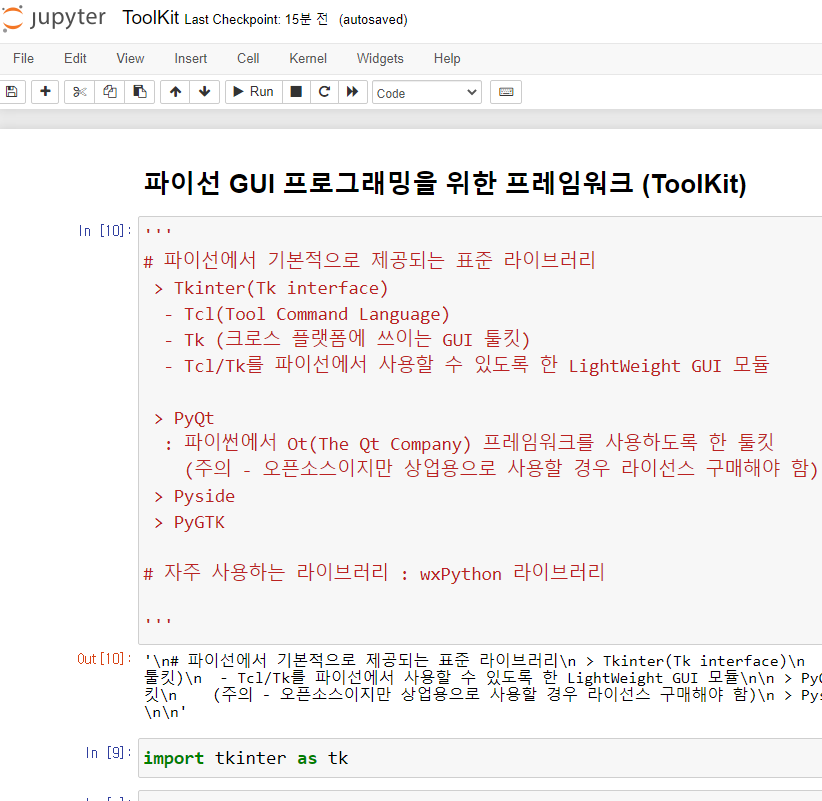 jupyter ToolKit Last Checkpoint: 15분 전 (autosaved)
File Edit View Insert Cell Kernel Widgets Help
Run Code
파이선 GUI 프로그래밍을 위한 프레임워크 (ToolKit)
In [10]: '''
# 파이선에서 기본적으로 제공되는 표준 라이브러리
> Tkinter(Tk interface)
- Tcl(Tool Command Language)
- Tk (크로스 플랫폼에 쓰이는 GUI 툴킷)
- Tcl/Tk를 파이선에서 사용할 수 있도록 한 LightWeight GUI 모듈
> PyQt
: 파이썬에서 Ot(The Qt Company) 프레임워크를 사용하도록 한 툴킷
(주의 - 오픈소스이지만 상업용으로 사용할 경우 라이선스 구매해야 함)
> Pyside
> PyGTK
# 자주 사용하는 라이브러리 : wxPython 라이브러리
'''
Out[10]: '\n# 파이선에서 기본적으로 제공되는 표준 라이브러리\n > Tkinter(Tk interface)\n
툴킷)\n  - Tcl/Tk를 파이선에서 사용할 수 있도록 한 LightWeight GUI 모듈\n\n > Py
킷\n    (주의 - 오픈소스이지만 상업용으로 사용할 경우 라이선스 구매해야 함)\n > Pys
\n\n'
In [9]: import tkinter as tk